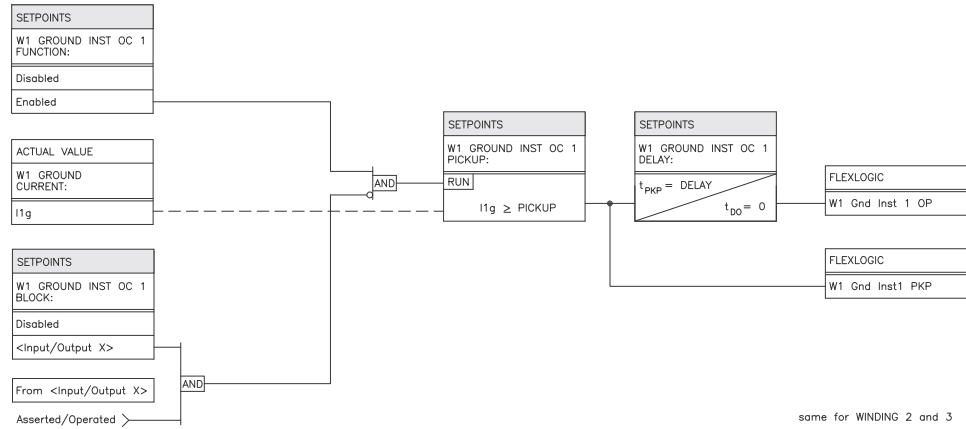 SETPOINTS
W1 GROUND INST OC 1
FUNCTION:
Disabled
Enabled
ACTUAL VALUE
W1 GROUND
CURRENT:
I1g
SETPOINTS
W1 GROUND INST OC 1
BLOCK:
Disabled
<Input/Output X>
From <Input/Output X>
Asserted/Operated
AND
AND
SETPOINTS
W1 GROUND INST OC 1
PICKUP:
RUN
I1g ≥ PICKUP
SETPOINTS
W1 GROUND INST OC 1
DELAY:
tPKP = DELAY
tDO = 0
FLEXLOGIC
W1 Gnd Inst 1 OP
FLEXLOGIC
W1 Gnd Inst1 PKP
same for WINDING 2 and 3